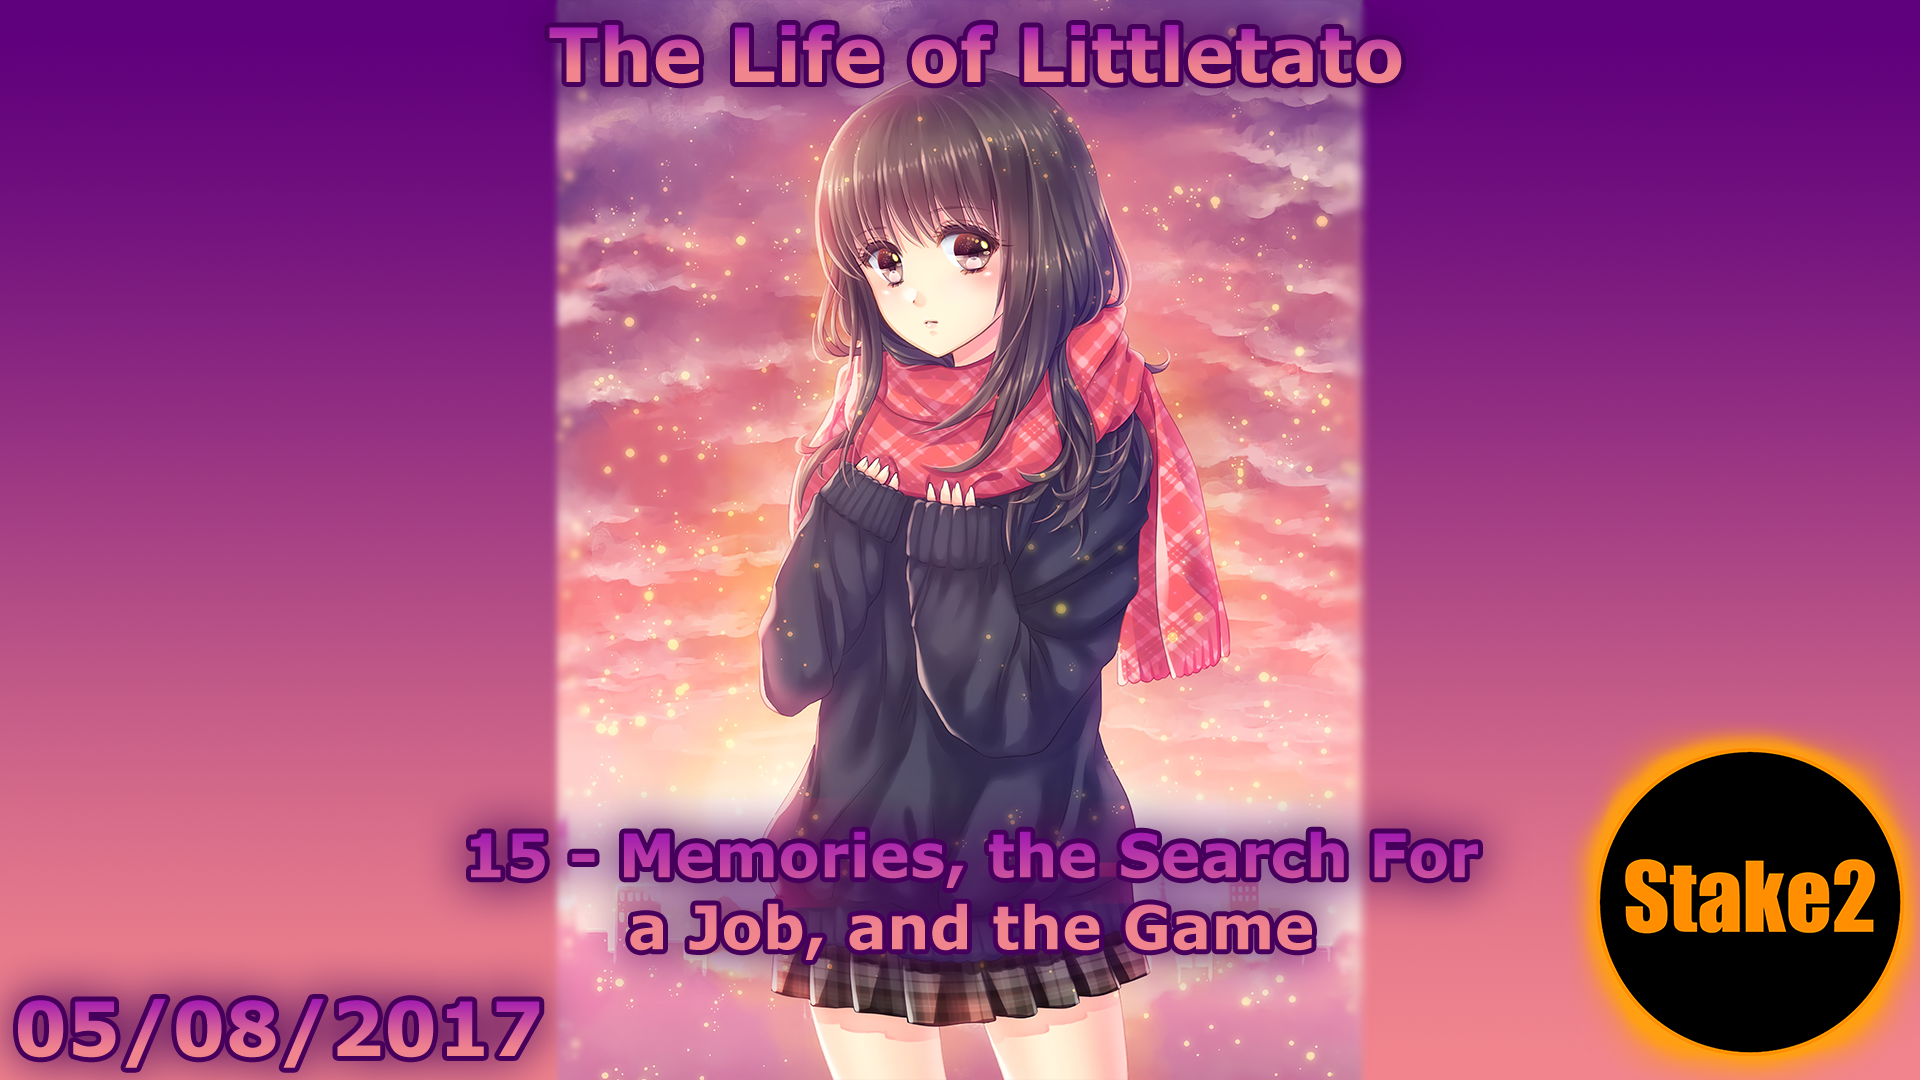 The Life of Littletato
15 - Memories, the Search For
a Job, and the Game
05/08/2017
Stake2